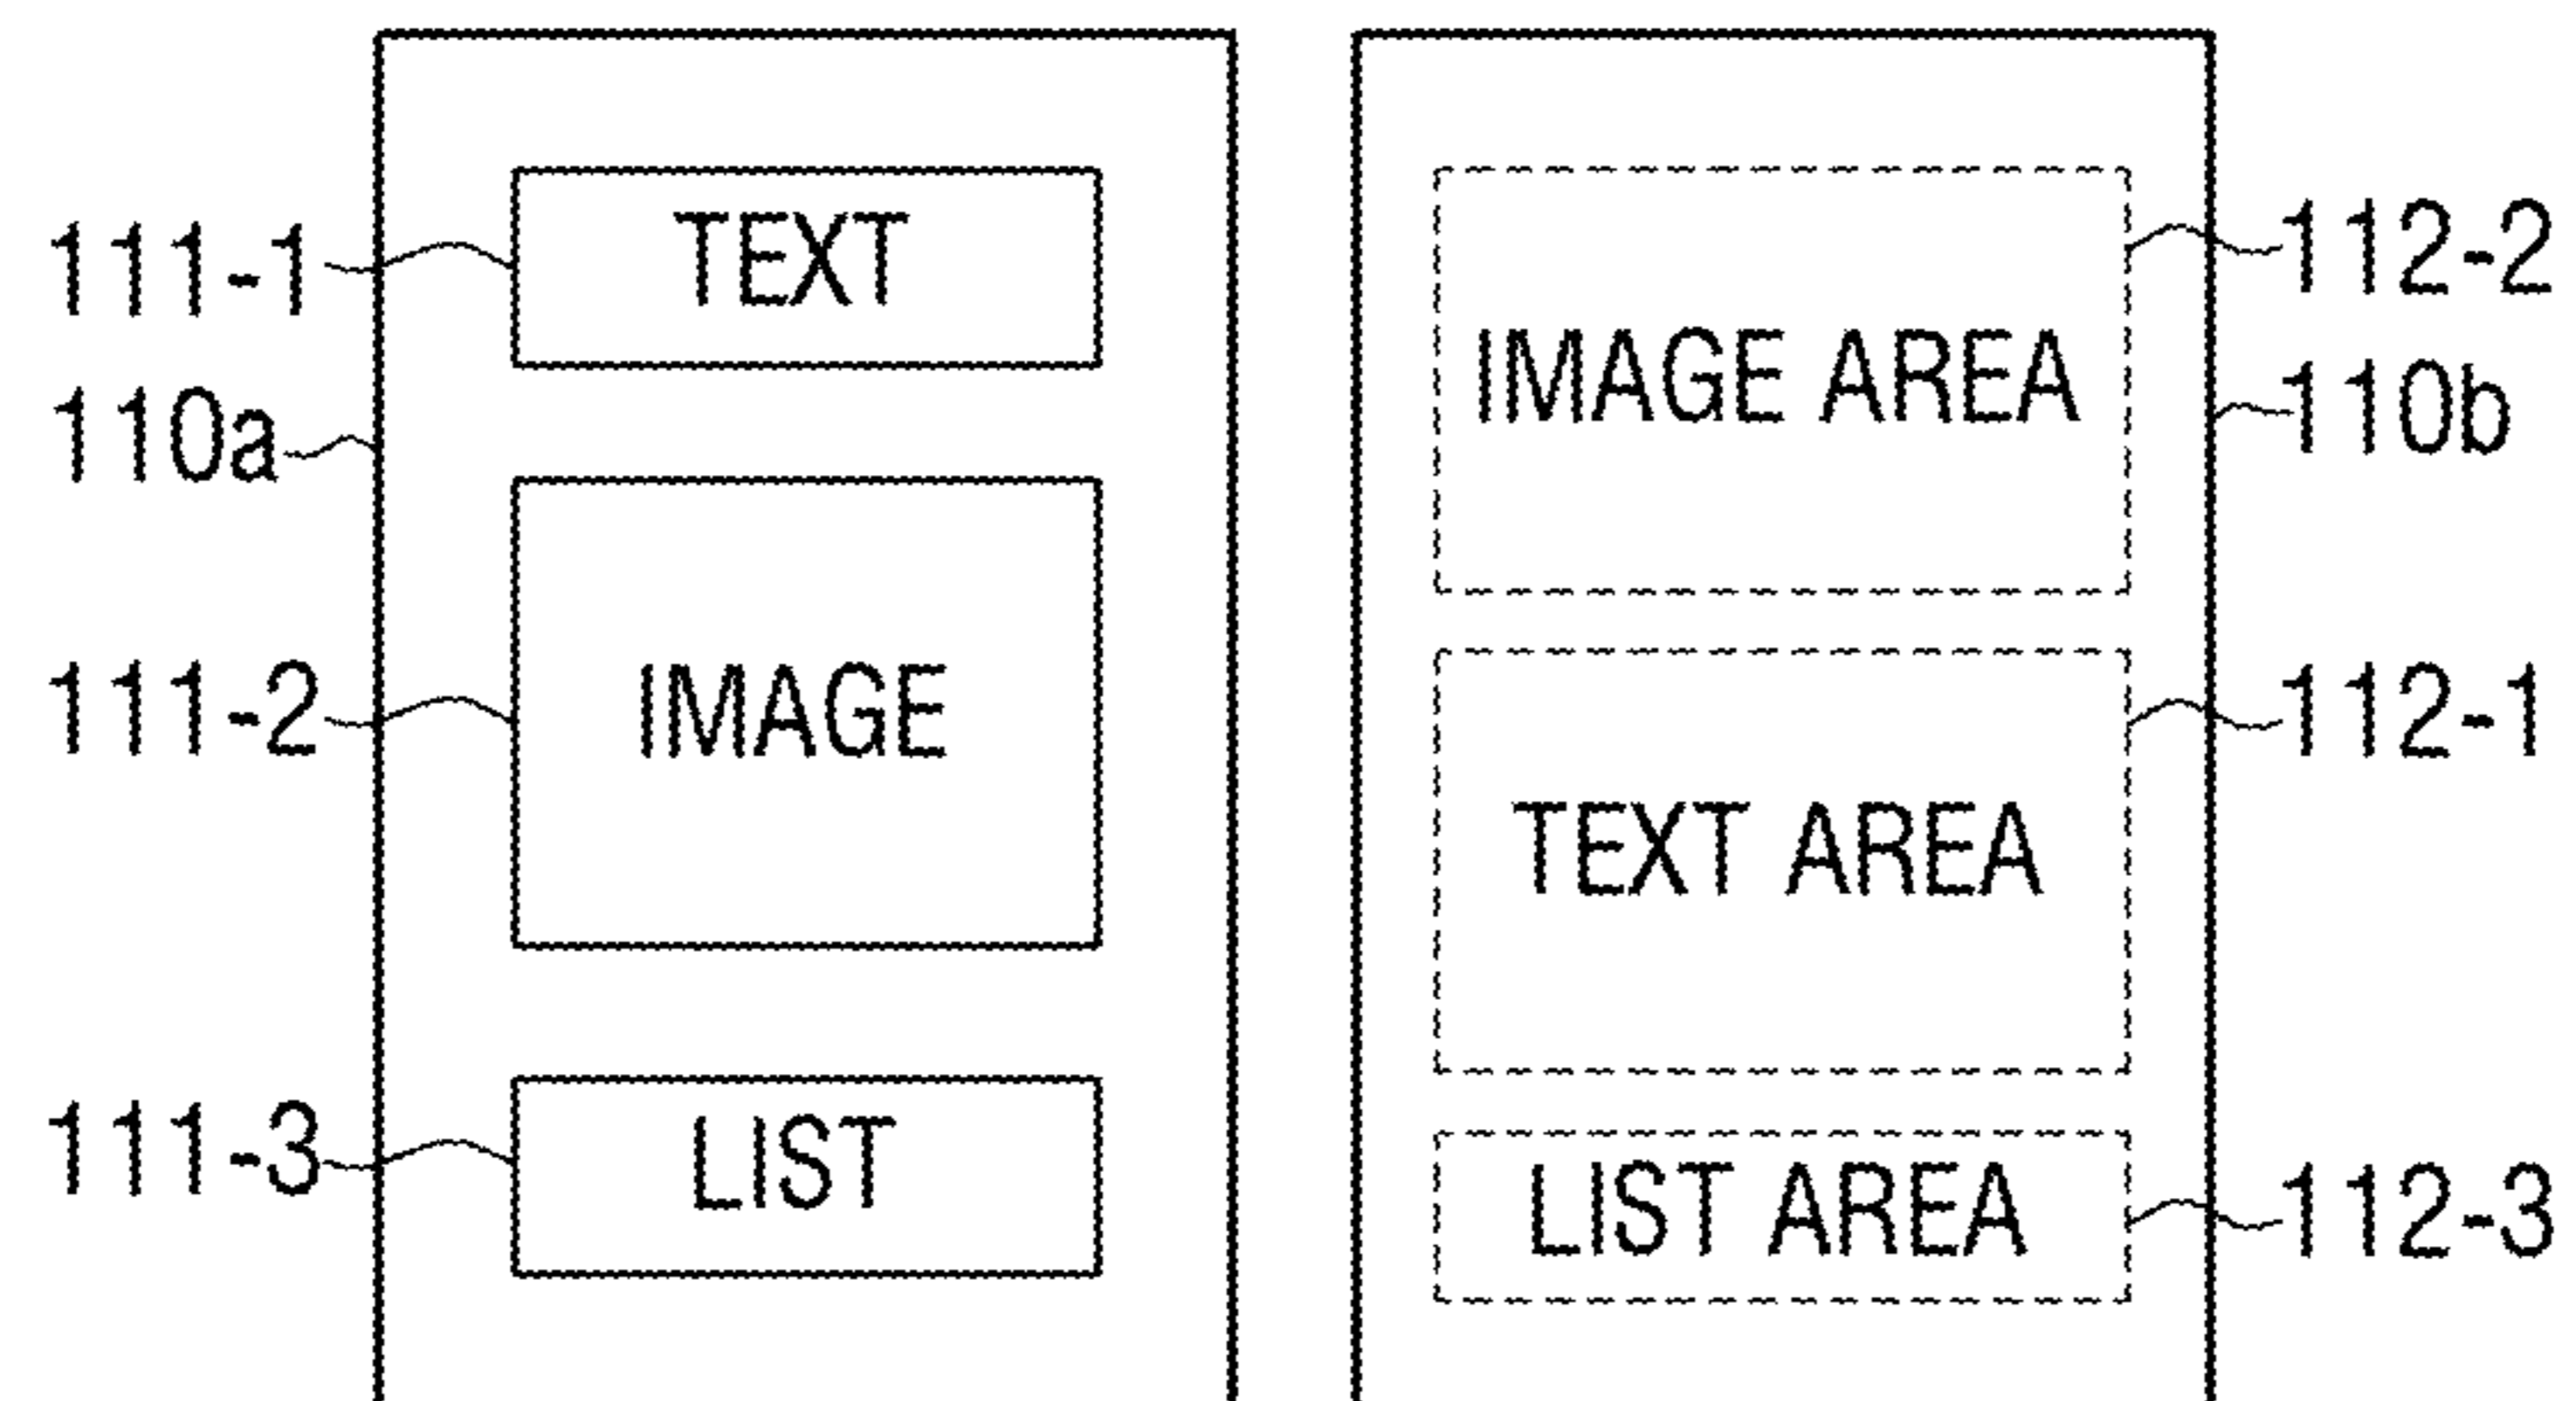 111-1
TEXT
110a
111-2
IMAGE
111-3
LIST
112-2
IMAGE AREA
110b
112-1
TEXT AREA
112-3
LIST AREA